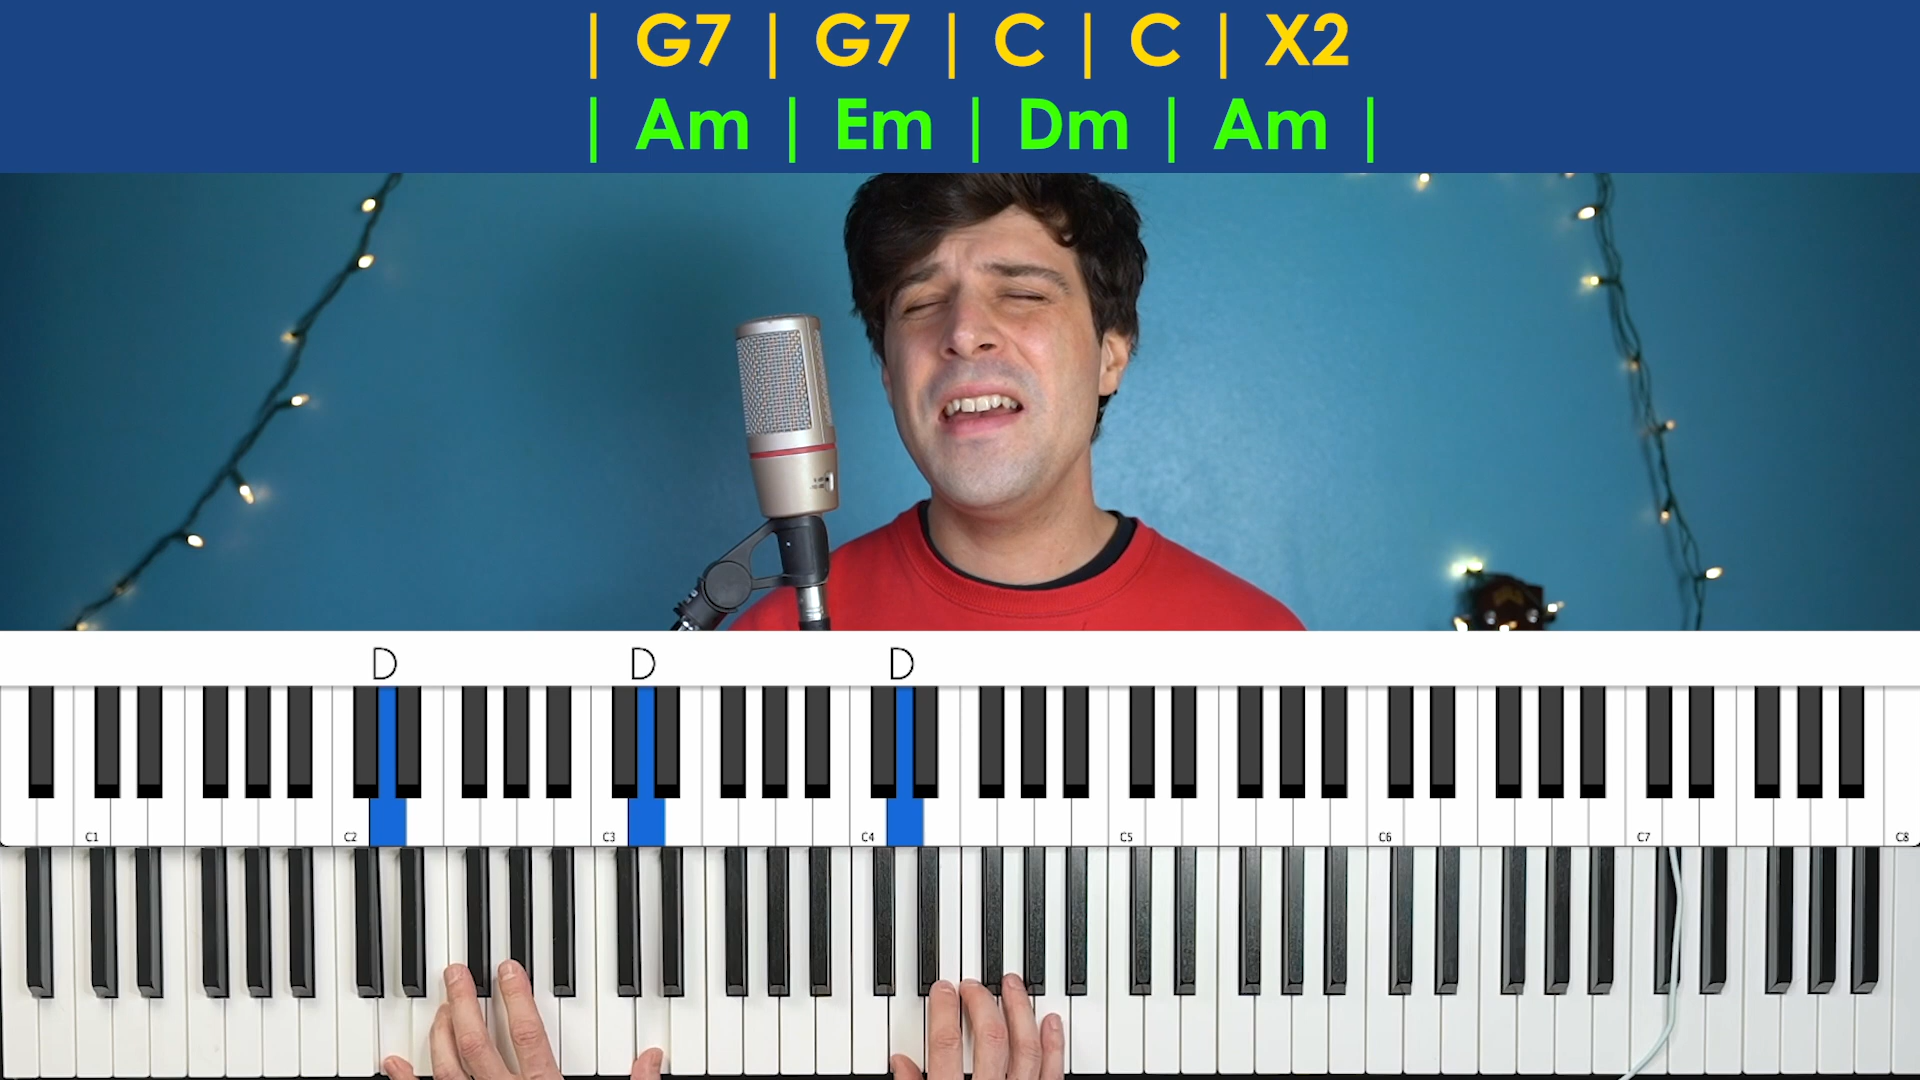 | G7 | G7 | C | C | X2
| Am | Em | Dm | Am |
D D D
C1 C2 C3 C4 C5 C6 C7 C8